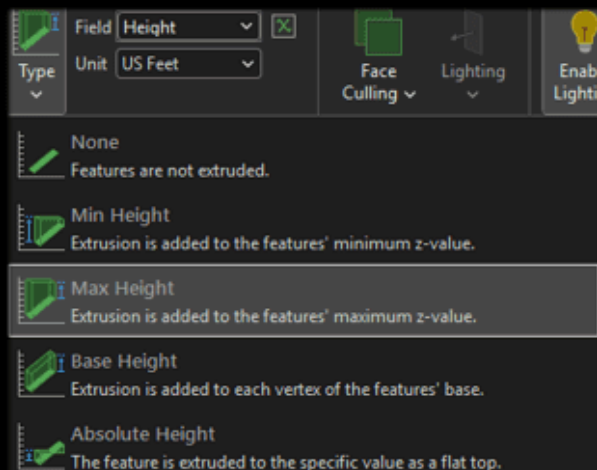 Field Height
Unit US Feet
Type
Face
Culling
Lighting
None
Features are not extruded.
Min Height
Extrusion is added to the features' minimum z-value.
Max Height
Extrusion is added to the features' maximum z-value.
Base Height
Extrusion is added to each vertex of the features' base.
Absolute Height
The feature is extruded to the specific value as a flat top.